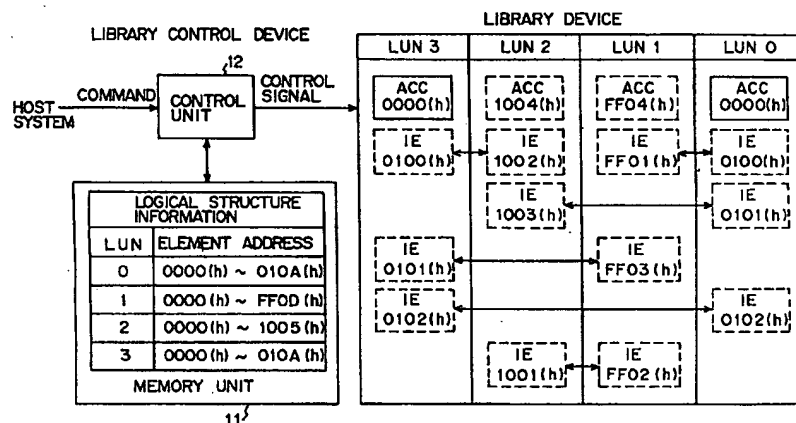 LIBRARY CONTROL DEVICE
LIBRARY DEVICE
LUN 3 LUN 2 LUN 1 LUN 0
12
HOST SYSTEM
COMMAND
CONTROL UNIT
CONTROL SIGNAL
ACC 0000(h)
ACC 1004(h)
ACC FF04(h)
ACC 0000(h)
IE 0100(h)
IE 1002(h)
IE FF01(h)
IE 0100(h)
IE 1003(h)
IE 0101(h)
IE 0101(h)
IE FF03(h)
IE 0102(h)
IE 0102(h)
IE 1001(h)
IE FF02(h)
LOGICAL STRUCTURE INFORMATION
LUN ELEMENT ADDRESS
0 0000(h) ~ 010A(h)
1 0000(h) ~ FF0D(h)
2 0000(h) ~ 1005(h)
3 0000(h) ~ 010A(h)
MEMORY UNIT
11